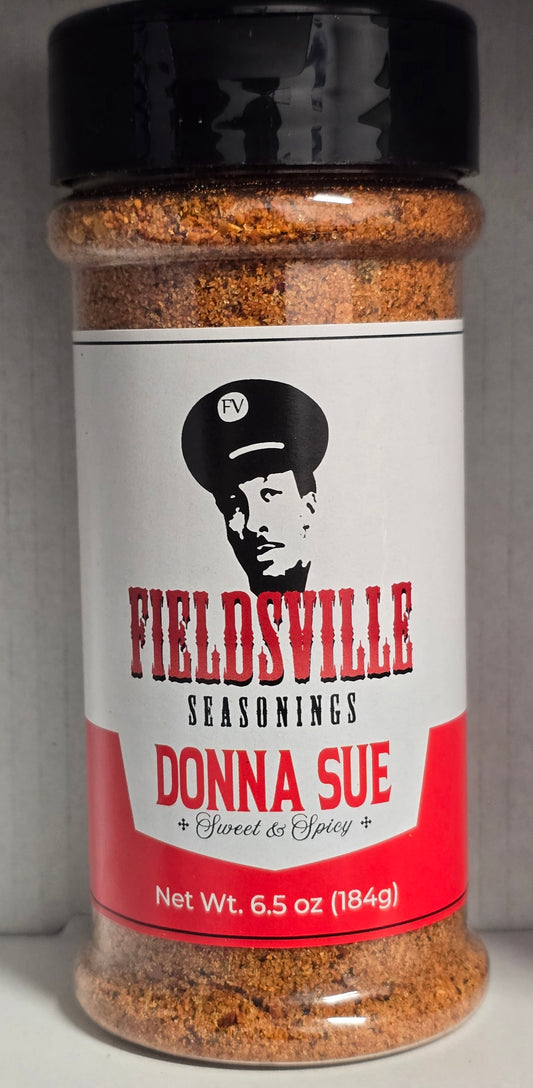 FV
FIELDSVILLE
SEASONINGS
DONNA SUE
Sweet & Spicy
Net Wt. 6.5 oz (184g)